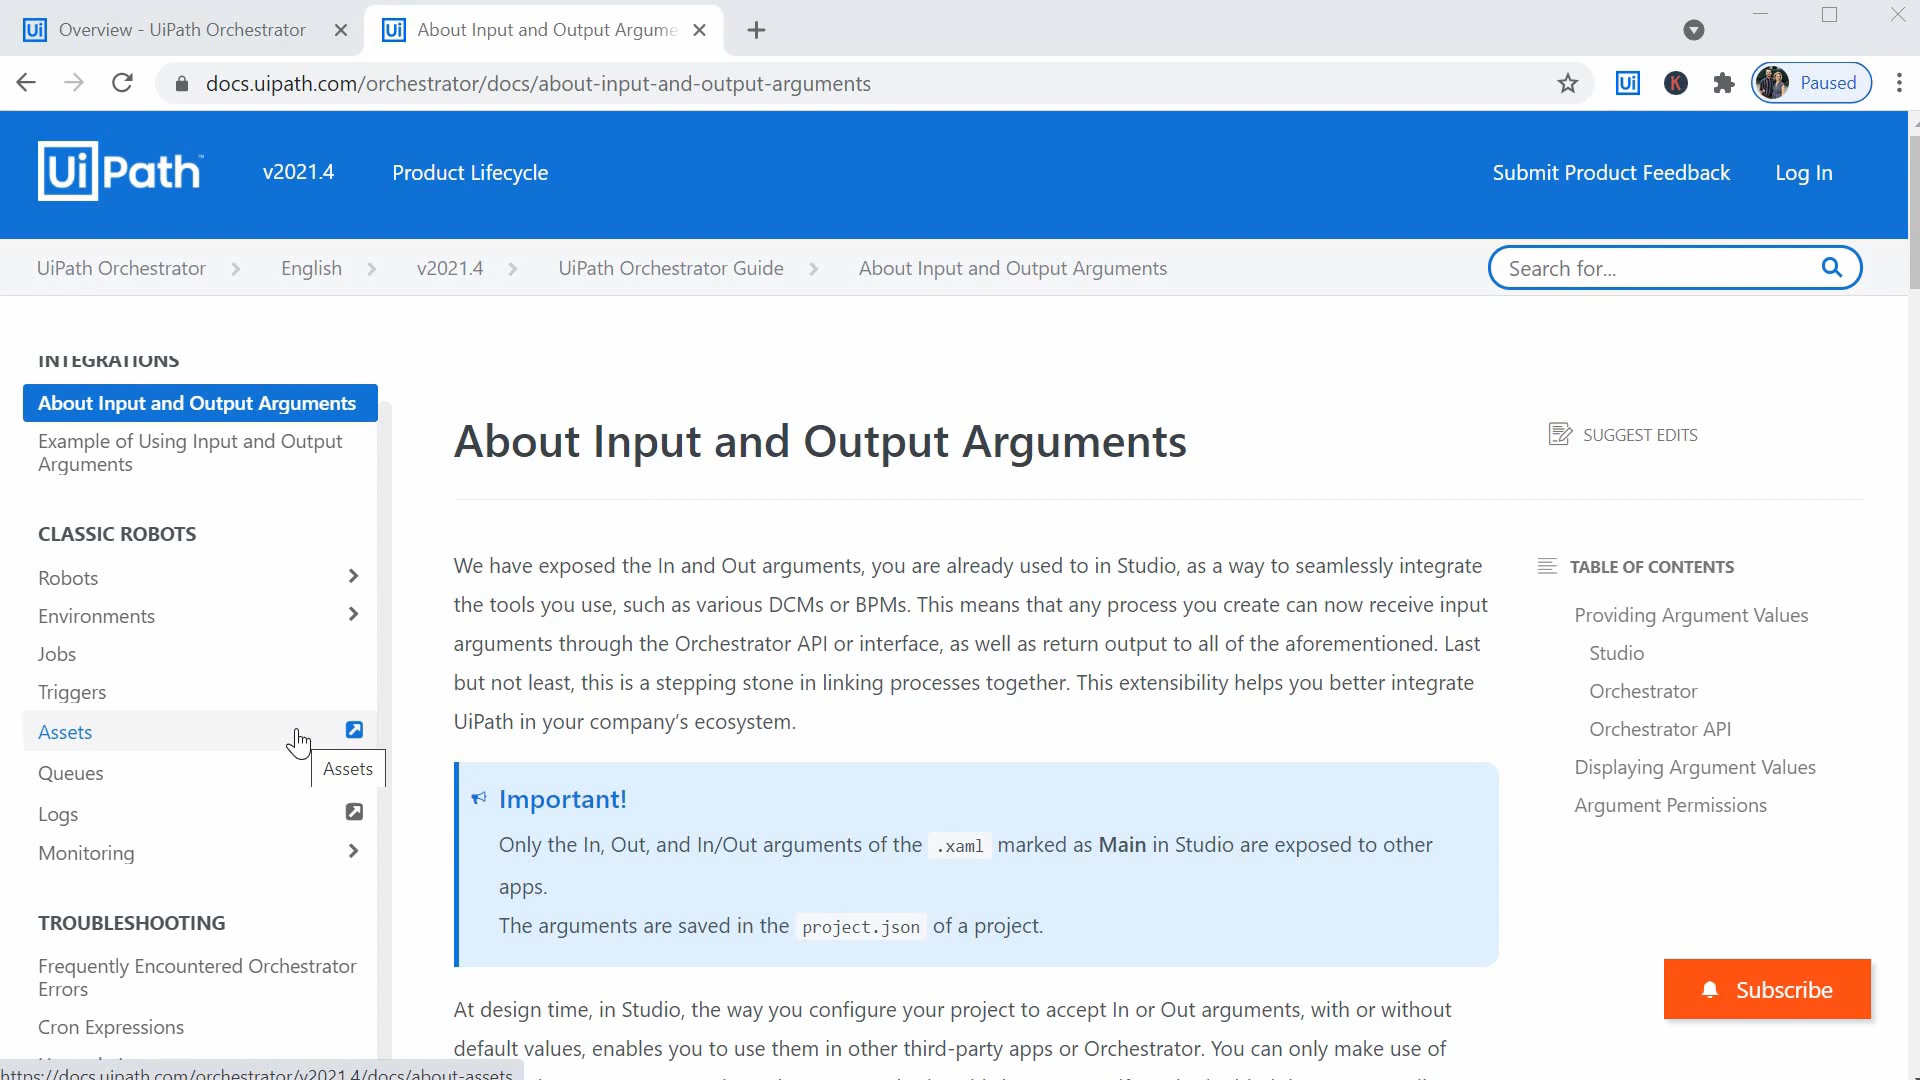 Overview - UiPath Orchestrator
About Input and Output Argume
docs.uipath.com/orchestrator/docs/about-input-and-output-arguments
Ui
K
Paused
UiPath
v2021.4
Product Lifecycle
Submit Product Feedback
Log In
UiPath Orchestrator
English
v2021.4
UiPath Orchestrator Guide
About Input and Output Arguments
Search for...
INTEGRATIONS
About Input and Output Arguments
Example of Using Input and Output
Arguments
CLASSIC ROBOTS
Robots
Environments
Jobs
Triggers
Assets
Assets
Queues
Logs
Monitoring
TROUBLESHOOTING
Frequently Encountered Orchestrator
Errors
Cron Expressions
https://docs.uipath.com/orchestrator/v2021.4/docs/about-assets
About Input and Output Arguments
SUGGEST EDITS
We have exposed the In and Out arguments, you are already used to in Studio, as a way to seamlessly integrate
the tools you use, such as various DCMs or BPMs. This means that any process you create can now receive input
arguments through the Orchestrator API or interface, as well as return output to all of the aforementioned. Last
but not least, this is a stepping stone in linking processes together. This extensibility helps you better integrate
UiPath in your company's ecosystem.
Important!
Only the In, Out, and In/Out arguments of the .xaml marked as Main in Studio are exposed to other
apps.
The arguments are saved in the project.json of a project.
At design time, in Studio, the way you configure your project to accept In or Out arguments, with or without
default values, enables you to use them in other third-party apps or Orchestrator. You can only make use of
TABLE OF CONTENTS
Providing Argument Values
Studio
Orchestrator
Orchestrator API
Displaying Argument Values
Argument Permissions
Subscribe